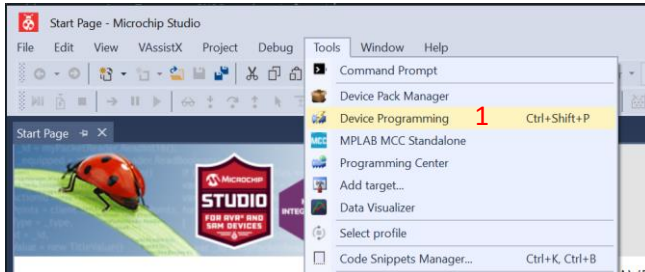 Start Page - Microchip Studio
File Edit View VAssistX Project Debug Tools Window Help
Command Prompt
Device Pack Manager
Device Programming 1 Ctrl+Shift+P
MCC MPLAB MCC Standalone
Programming Center
Add target...
Data Visualizer
Select profile
Code Snippets Manager... Ctrl+K, Ctrl+B
Start Page
MICROCHIP
STUDIO
FOR AVR® AND
SAM DEVICES